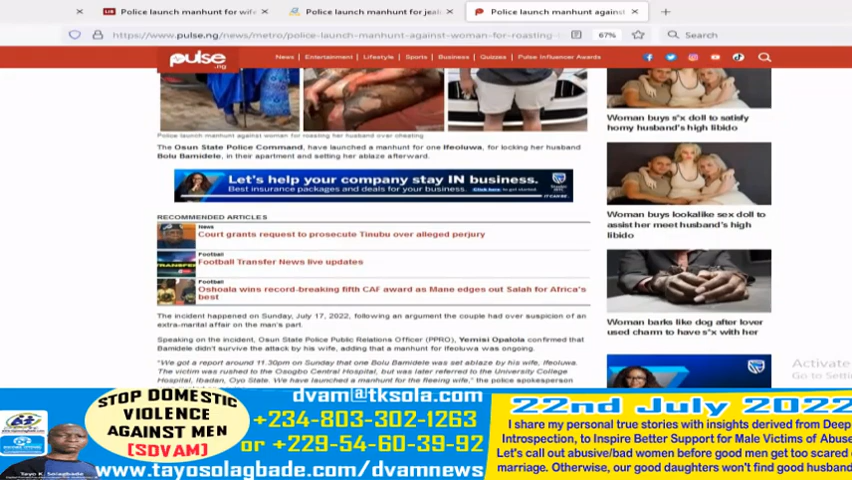 Police launch manhunt for wife
Police launch manhunt for jeal
Police launch manhunt against
https://www.pulse.ng/news/metro/police-launch-manhunt-against-woman-for-roasting-
67%
Search
pulse
.ng
News
Entertainment
Lifestyle
Sports
Business
Quizzes
Pulse Influencer Awards
Police launch manhunt against woman for roasting her husband over cheating
The Osun State Police Command, have launched a manhunt for one Ifeoluwa, for locking her husband
Bolu Bamidele, in their apartment and setting her ablaze afterward.
Let's help your company stay IN business.
Best insurance packages and deals for your business.
Click here to get started.
IT CAN BE
RECOMMENDED ARTICLES
News
Court grants request to prosecute Tinubu over alleged perjury
TRANSFER
Football
Football Transfer News live updates
Football
Oshoala wins record-breaking fifth CAF award as Mane edges out Salah for Africa's
best
The incident happened on Sunday, July 17, 2022, following an argument the couple had over suspicion of an
extra-marital affair on the man's part.
Speaking on the incident, Osun State Police Public Relations Officer (PPRO), Yemisi Opalola confirmed that
Bamidele didn't survive the attack by his wife, adding that a manhunt for Ifeoluwa was ongoing.
"We got a report around 11.30pm on Sunday that one Bolu Bamidele was set ablaze by his wife, Ifeoluwa.
The victim was rushed to the Osogbo Central Hospital, but was later referred to the University College
Hospital, Ibadan, Oyo State. We have launched a manhunt for the fleeing wife," the police spokesperson
Woman buys s*x doll to satisfy
horny husband's high libido
Woman buys lookalike sex doll to
assist her meet husband's high
libido
Woman barks like dog after lover
used charm to have s*x with her
Activate
Go to Settin
STOP DOMESTIC
VIOLENCE
AGAINST MEN
(SDVAM)
Tayo K. Solagbade
dvam@tksola.com
+234-803-302-1263
or +229-54-60-39-92
www.tayosolagbade.com/dvamnews
22nd July 2022
I share my personal true stories with insights derived from Deep
Introspection, to Inspire Better Support for Male Victims of Abuse
Let's call out abusive/bad women before good men get too scared o
marriage. Otherwise, our good daughters won't find good husband